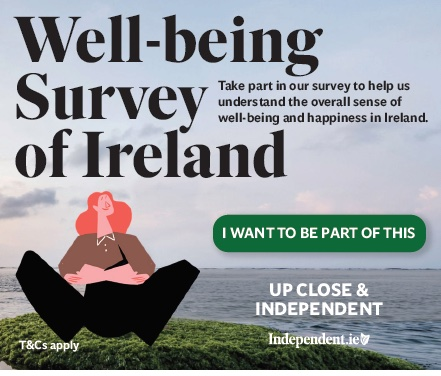 Well-being
Survey
of Ireland
Take part in our survey to help us
understand the overall sense of
well-being and happiness in Ireland.
I WANT TO BE PART OF THIS
UP CLOSE &
INDEPENDENT
Independent.ie
T&Cs apply